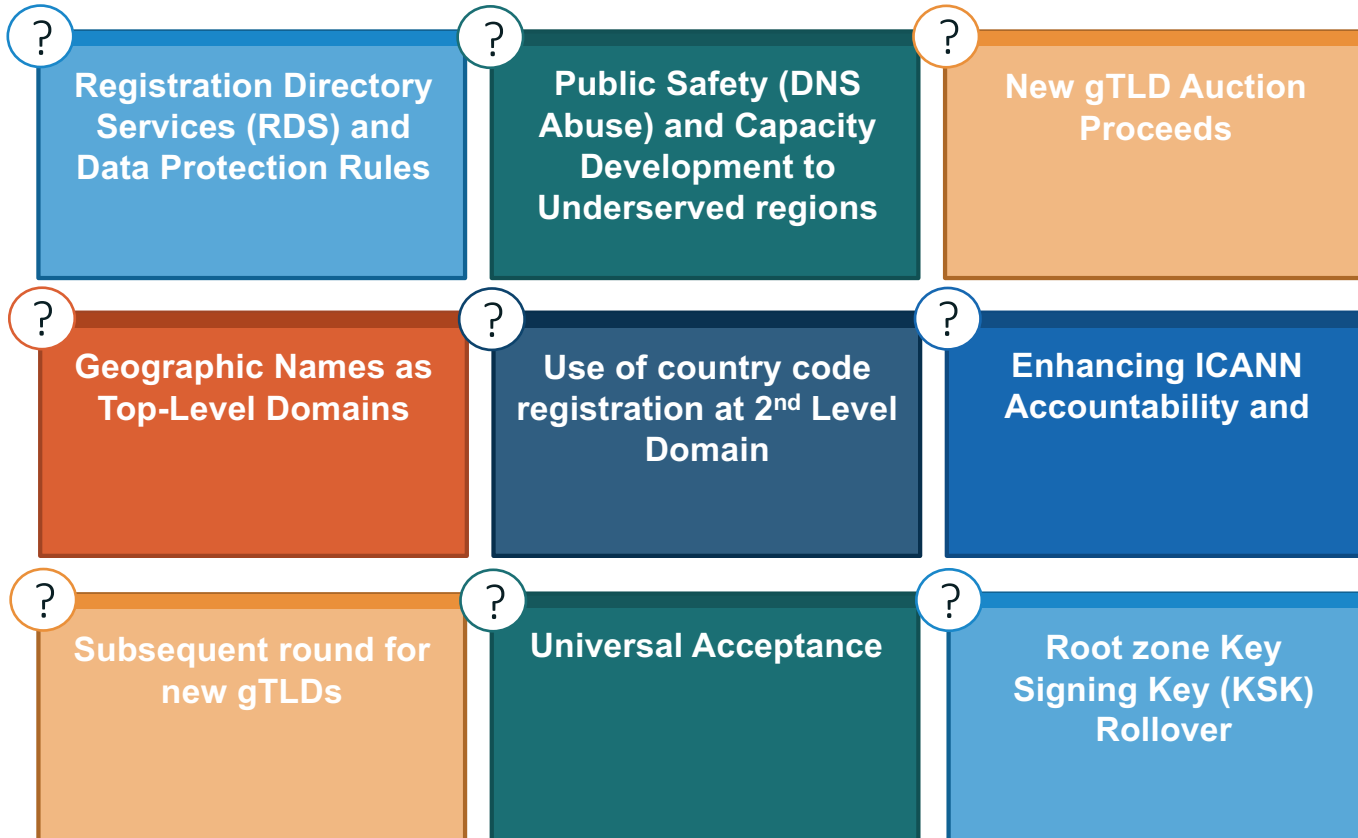 ?
Registration Directory
Services (RDS) and
Data Protection Rules
?
Public Safety (DNS
Abuse) and Capacity
Development to
Underserved regions
?
New gTLD Auction
Proceeds
?
Geographic Names as
Top-Level Domains
?
Use of country code
registration at 2nd Level
Domain
?
Enhancing ICANN
Accountability and
?
Subsequent round for
new gTLDs
?
Universal Acceptance
?
Root zone Key
Signing Key (KSK)
Rollover